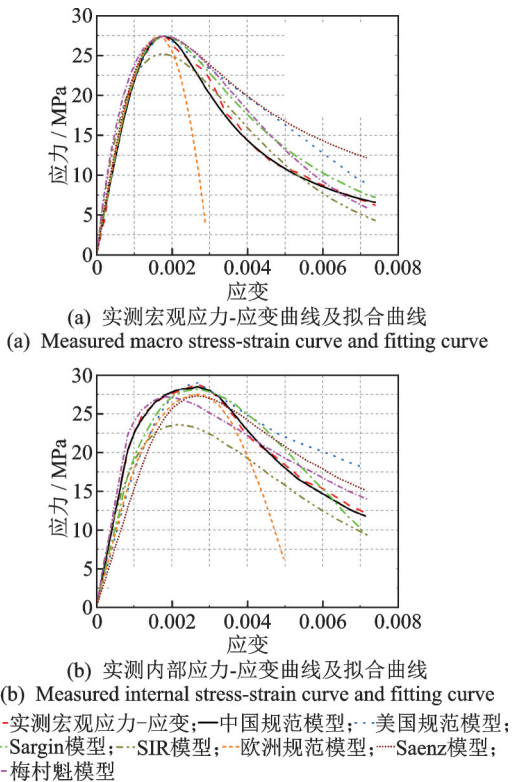 30
25
20
15
10
5
0
应力 / MPa
0 0.002 0.004 0.006 0.008
应变
(a) 实测宏观应力-应变曲线及拟合曲线
(a) Measured macro stress-strain curve and fitting curve
30
25
20
15
10
5
0
应力 / MPa
0 0.002 0.004 0.006 0.008
应变
(b) 实测内部应力-应变曲线及拟合曲线
(b) Measured internal stress-strain curve and fitting curve
实测宏观应力-应变; 中国规范模型; 美国规范模型;
Sargin模型; SIR模型; 欧洲规范模型; Saenz模型;
梅村魁模型